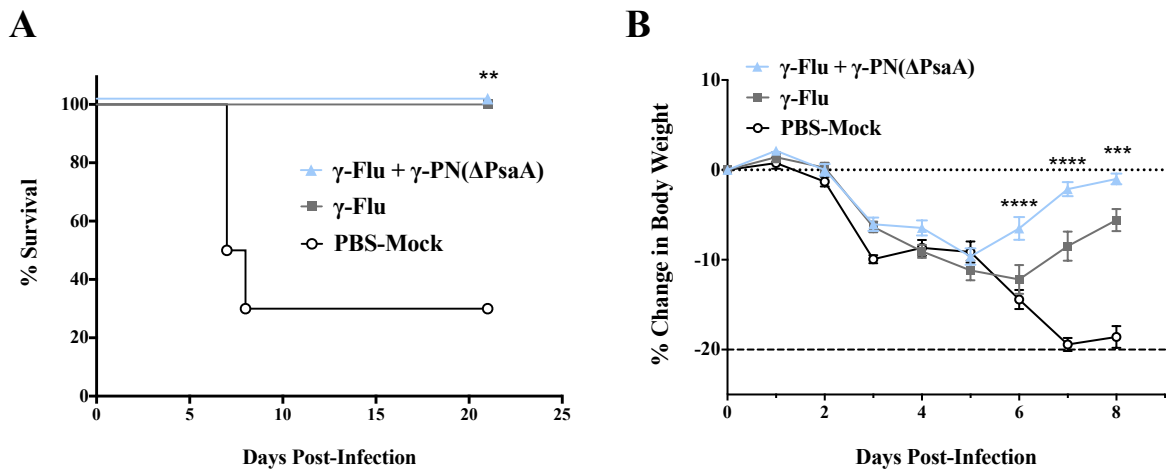 A
**
γ-Flu + γ-PN(ΔPsaA)
γ-Flu
PBS-Mock
% Survival
100
80
60
40
20
0
0 5 10 15 20 25
Days Post-Infection
B
γ-Flu + γ-PN(ΔPsaA)
γ-Flu
PBS-Mock
**** **** ***
% Change in Body Weight
10
0
-10
-20
0 2 4 6 8
Days Post-Infection